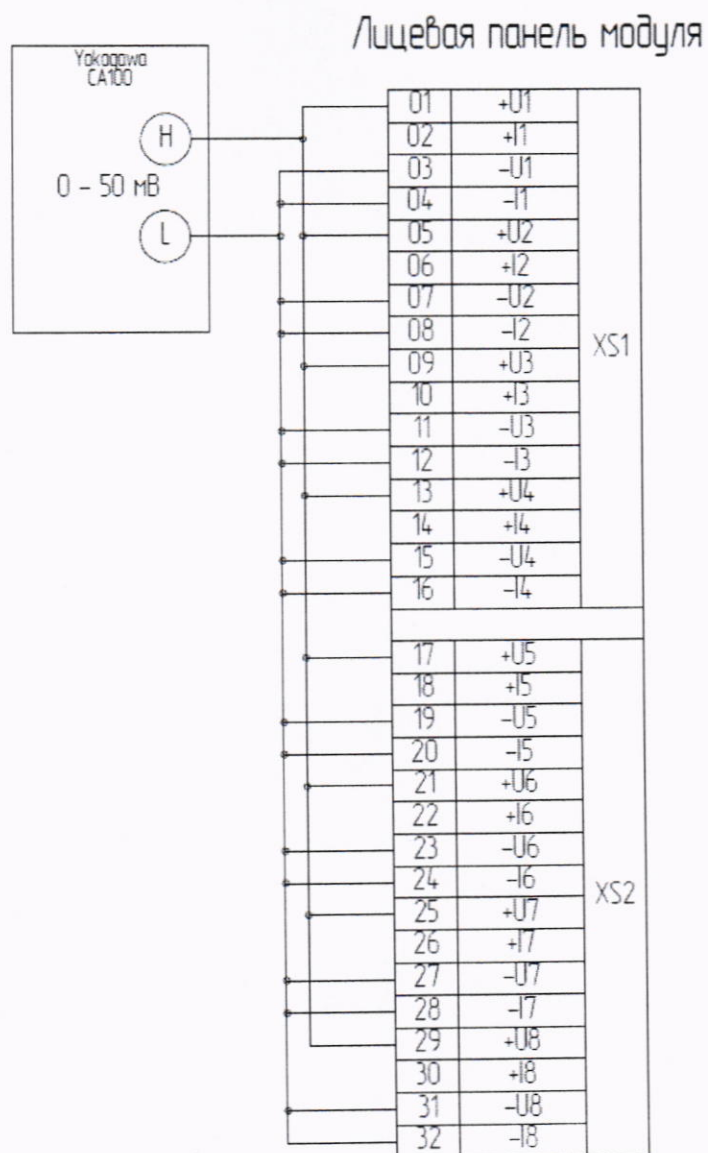 Лицевая панель модуля
Yokogawa
CA100
H
0 – 50 мВ
L
01 +U1
02 +I1
03 –U1
04 –I1
05 +U2
06 +I2
07 –U2
08 –I2
09 +U3
10 +I3
11 –U3
12 –I3
13 +U4
14 +I4
15 –U4
16 –I4
XS1
17 +U5
18 +I5
19 –U5
20 –I5
21 +U6
22 +I6
23 –U6
24 –I6
25 +U7
26 +I7
27 –U7
28 –I7
29 +U8
30 +I8
31 –U8
32 –I8
XS2